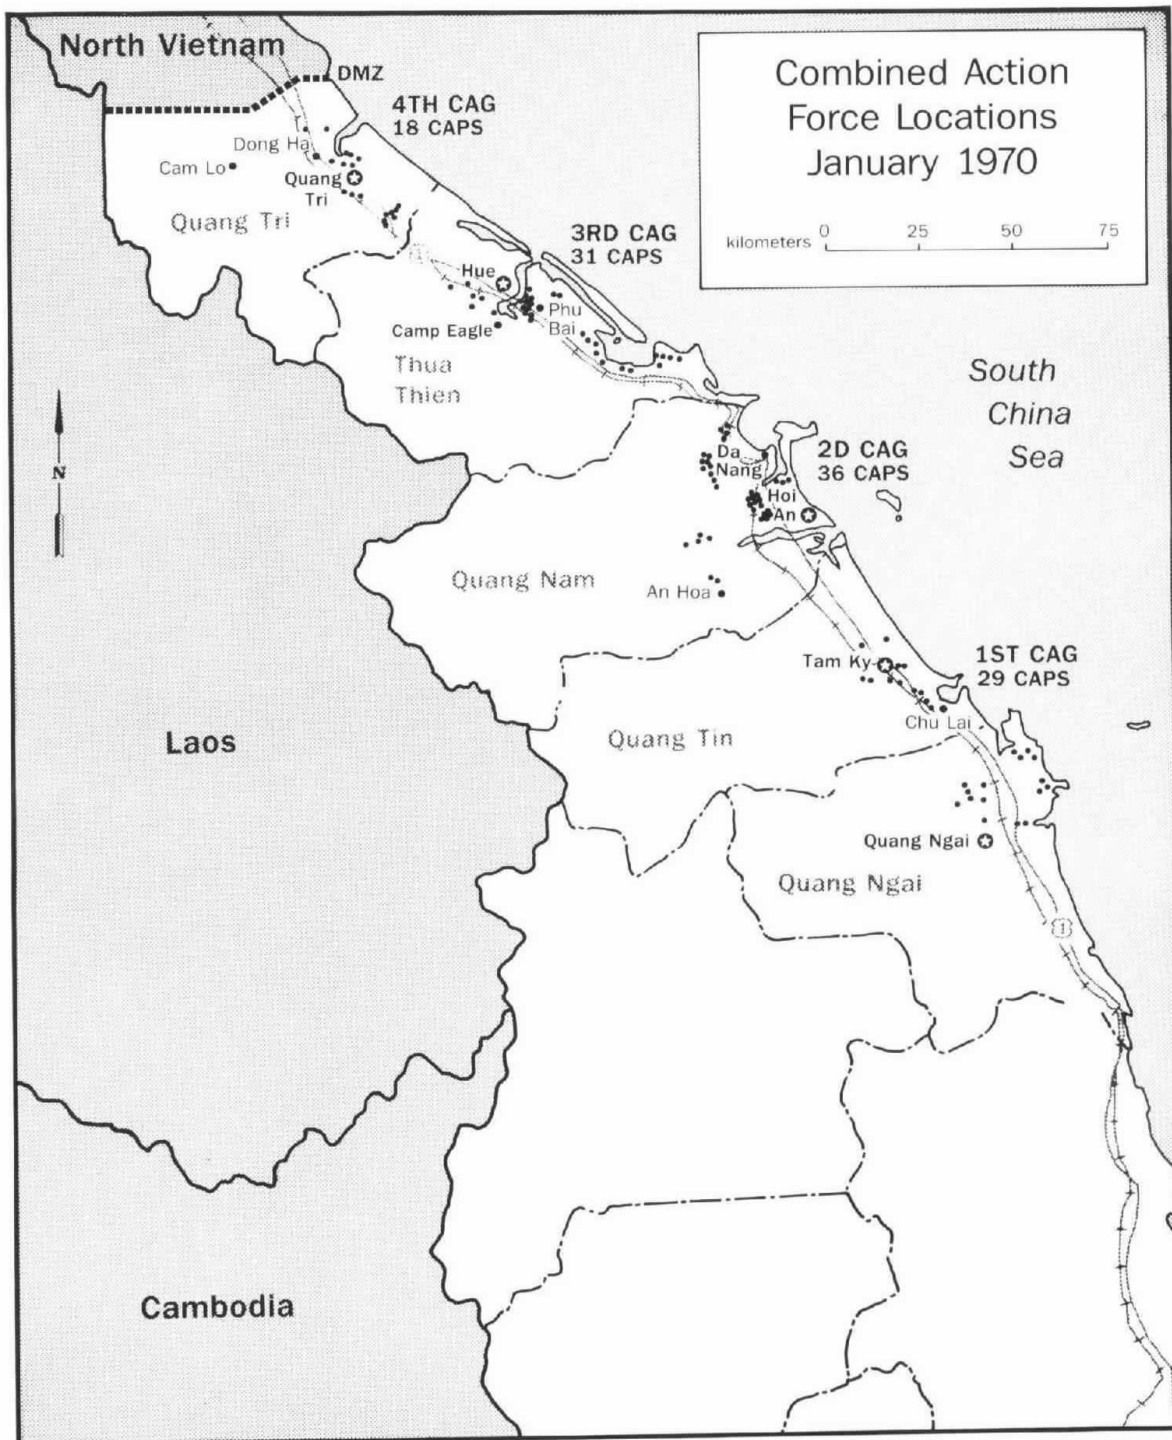 North Vietnam
DMZ
4TH CAG
18 CAPS
Dong Ha
Cam Lo
Quang
Tri
Quang Tri
Combined Action
Force Locations
January 1970
kilometers 0 25 50 75
3RD CAG
31 CAPS
1
Hue
Phu
Bai
Camp Eagle
Thua
Thien
South
China
Sea
N
2D CAG
36 CAPS
Da
Nang
Hoi
An
Quang Nam
An Hoa
1ST CAG
29 CAPS
Tam Ky
Chu Lai
Laos
Quang Tin
Quang Ngai
Quang Ngai
1
Cambodia